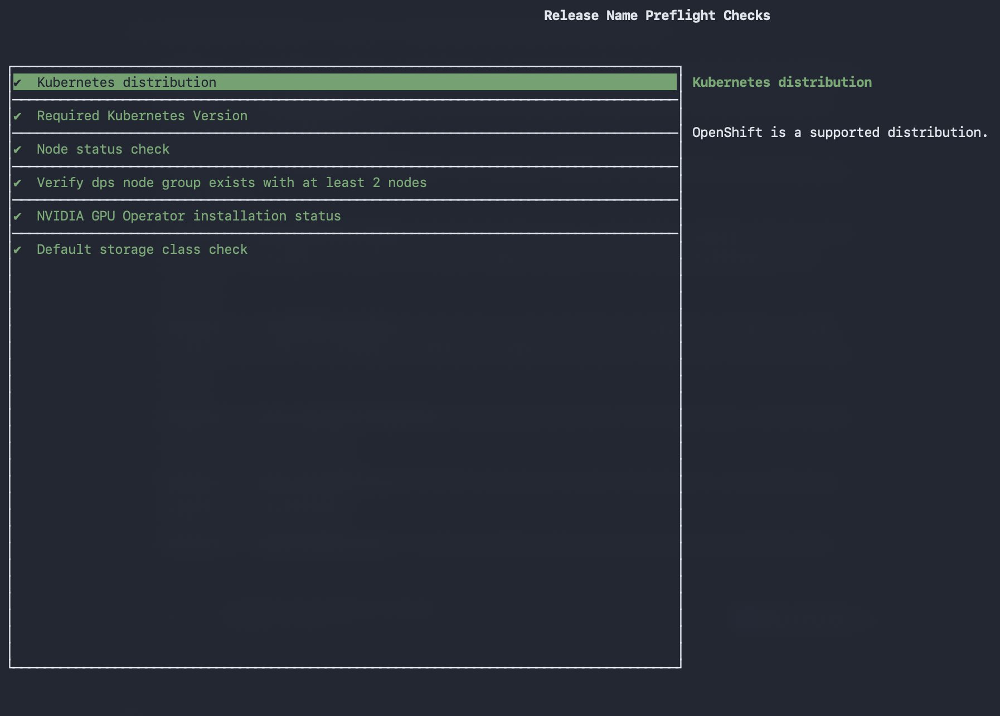 Release Name Preflight Checks
✔ Kubernetes distribution
✔ Required Kubernetes Version
✔ Node status check
✔ Verify dps node group exists with at least 2 nodes
✔ NVIDIA GPU Operator installation status
✔ Default storage class check
Kubernetes distribution
OpenShift is a supported distribution.